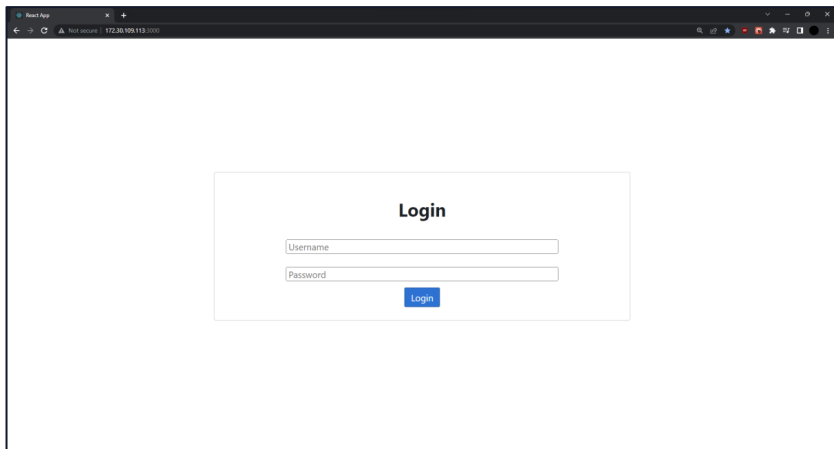 React App
Not secure | 172.30.109.113:3000
Login
Username
Password
Login